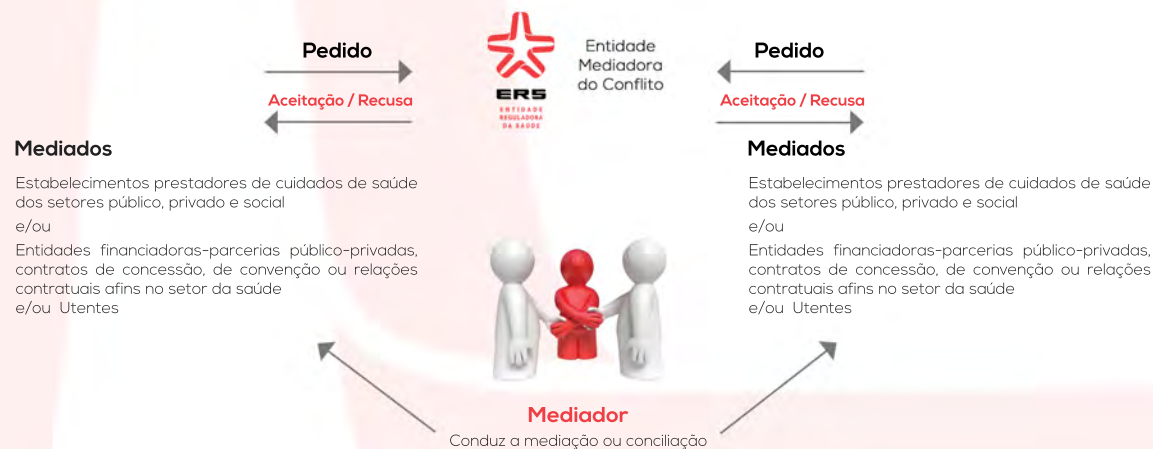 Pedido
Aceitação / Recusa
ERS
ENTIDADE
REGULADORA
DA SAÚDE
Entidade
Mediadora
do Conflito
Pedido
Aceitação / Recusa
Mediados
Estabelecimentos prestadores de cuidados de saúde
dos setores público, privado e social
e/ou
Entidades financiadoras-parcerias público-privadas,
contratos de concessão, de convenção ou relações
contratuais afins no setor da saúde
e/ou Utentes
Mediados
Estabelecimentos prestadores de cuidados de saúde
dos setores público, privado e social
e/ou
Entidades financiadoras-parcerias público-privadas,
contratos de concessão, de convenção ou relações
contratuais afins no setor da saúde
e/ou Utentes
Mediador
Conduz a mediação ou conciliação